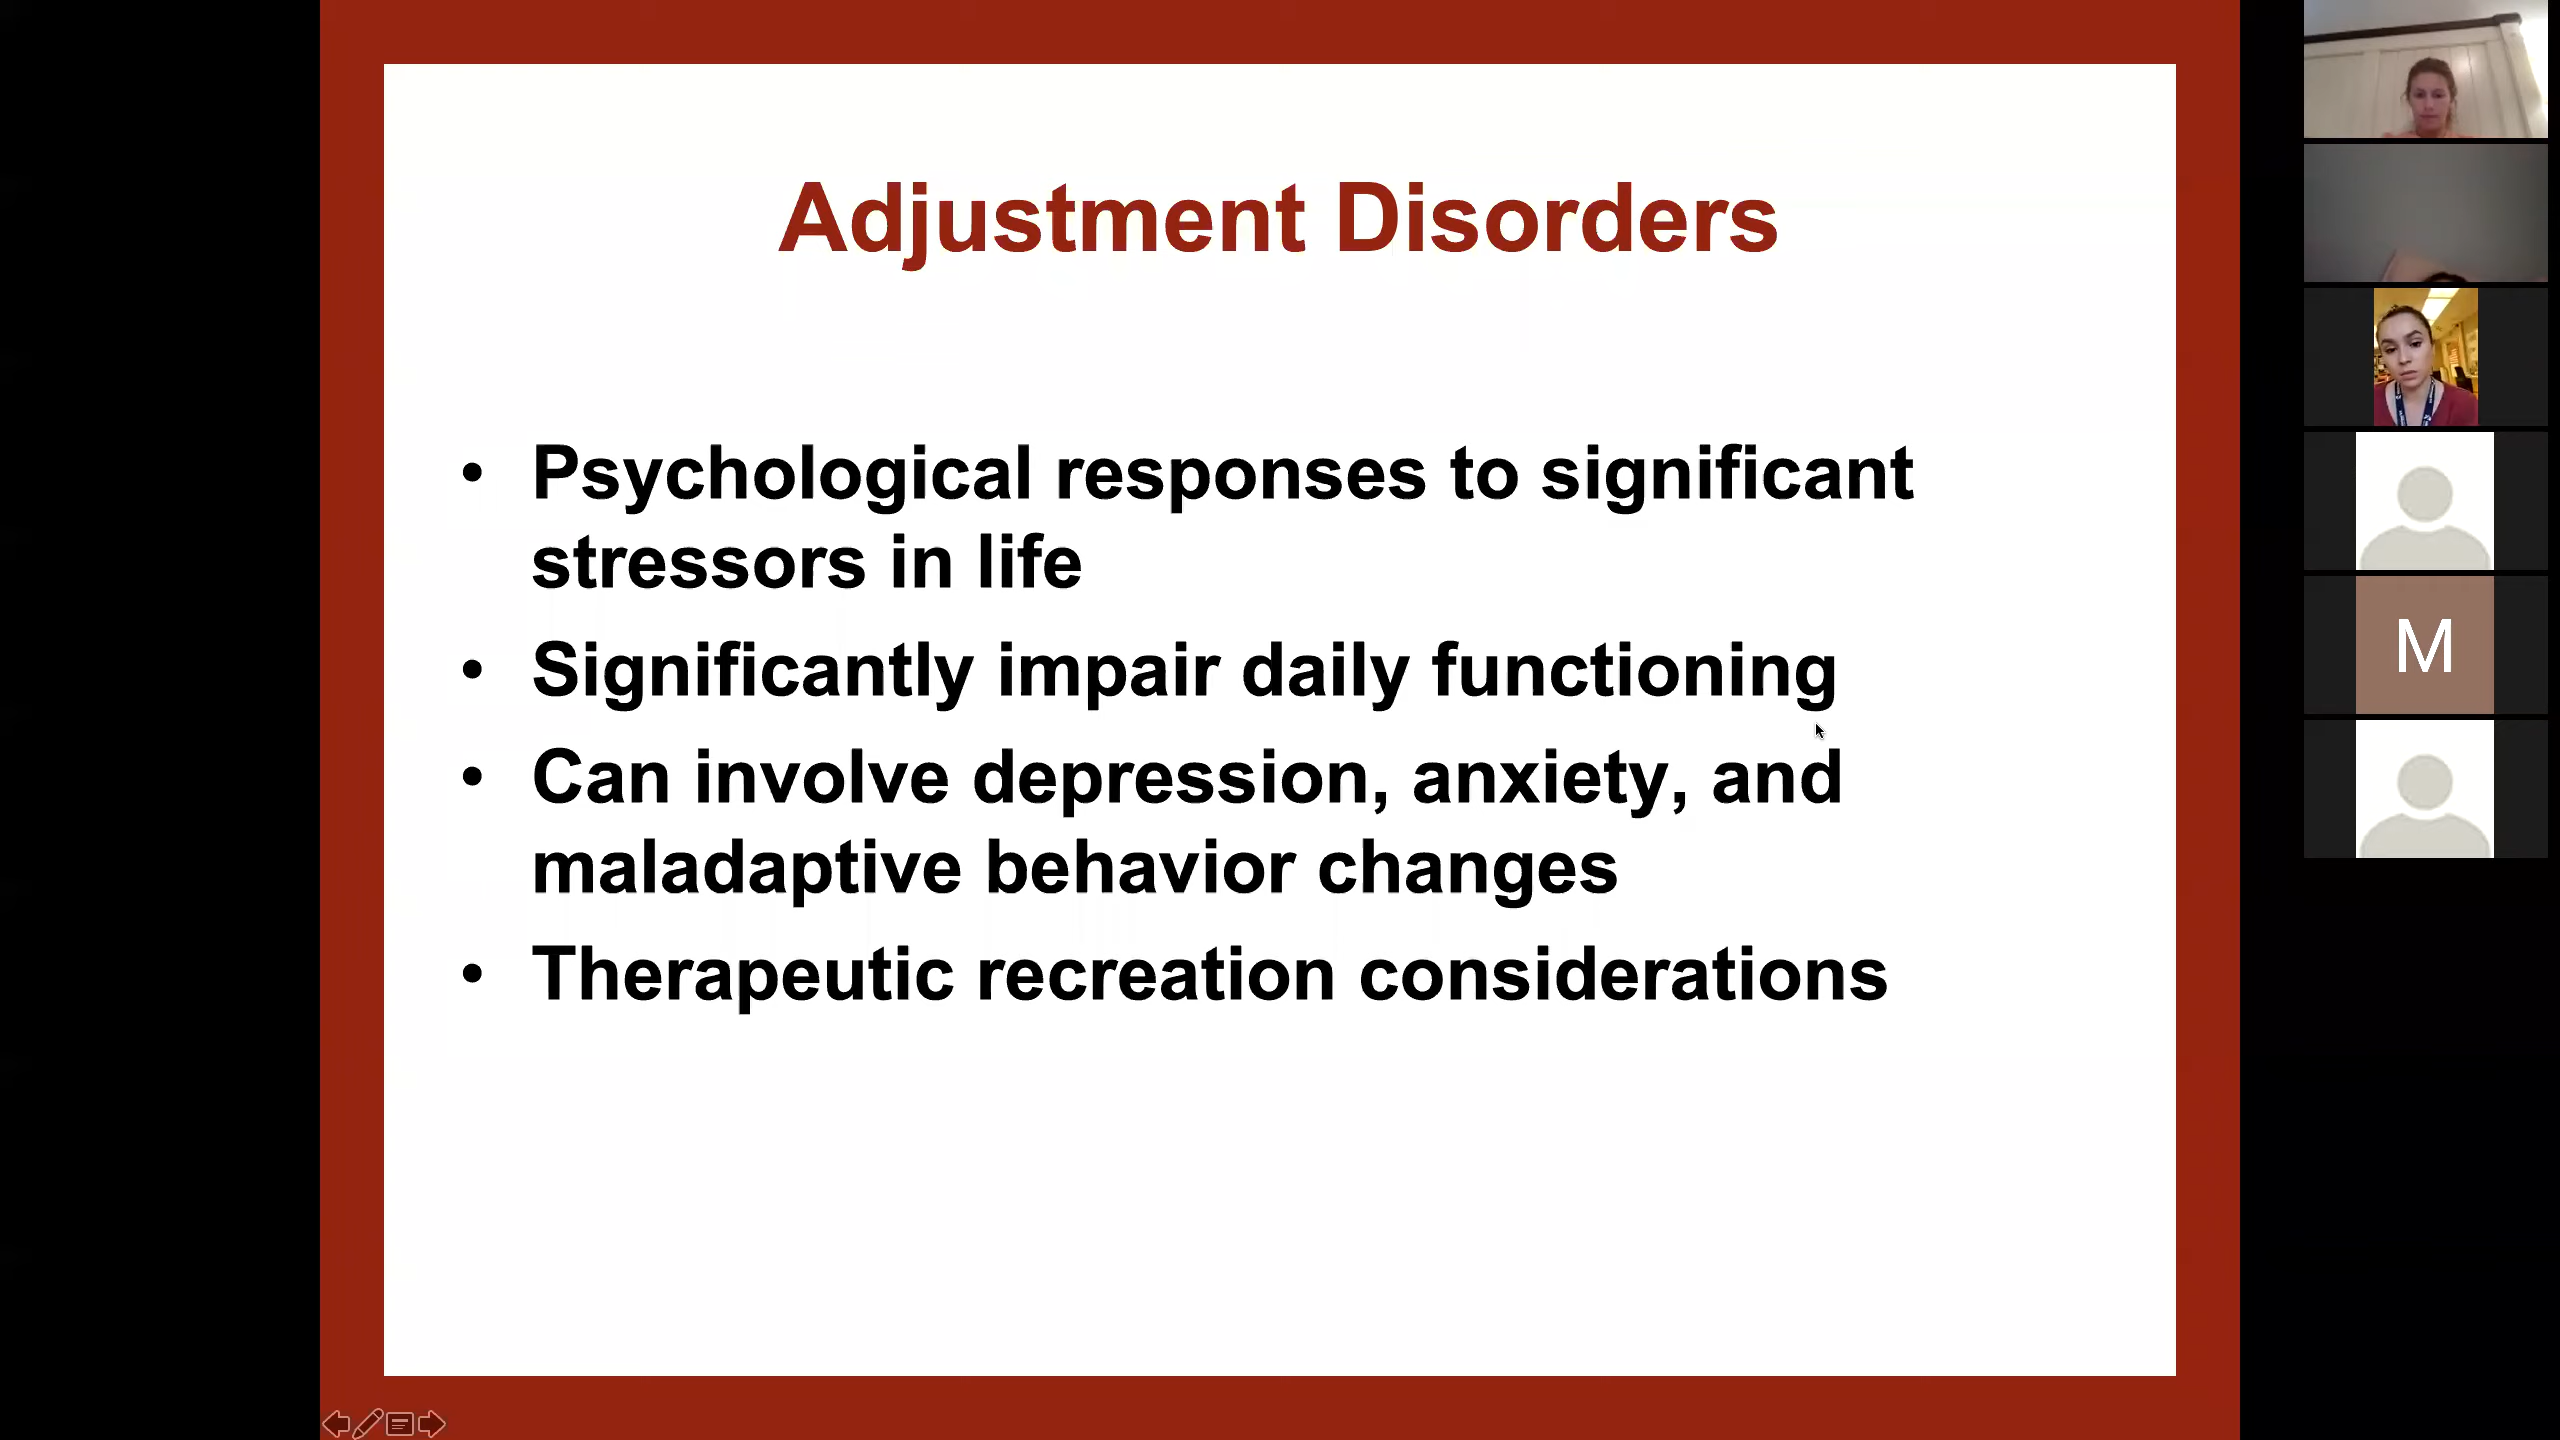 Adjustment Disorders
• Psychological responses to significant
stressors in life
• Significantly impair daily functioning
• Can involve depression, anxiety, and
maladaptive behavior changes
• Therapeutic recreation considerations
M